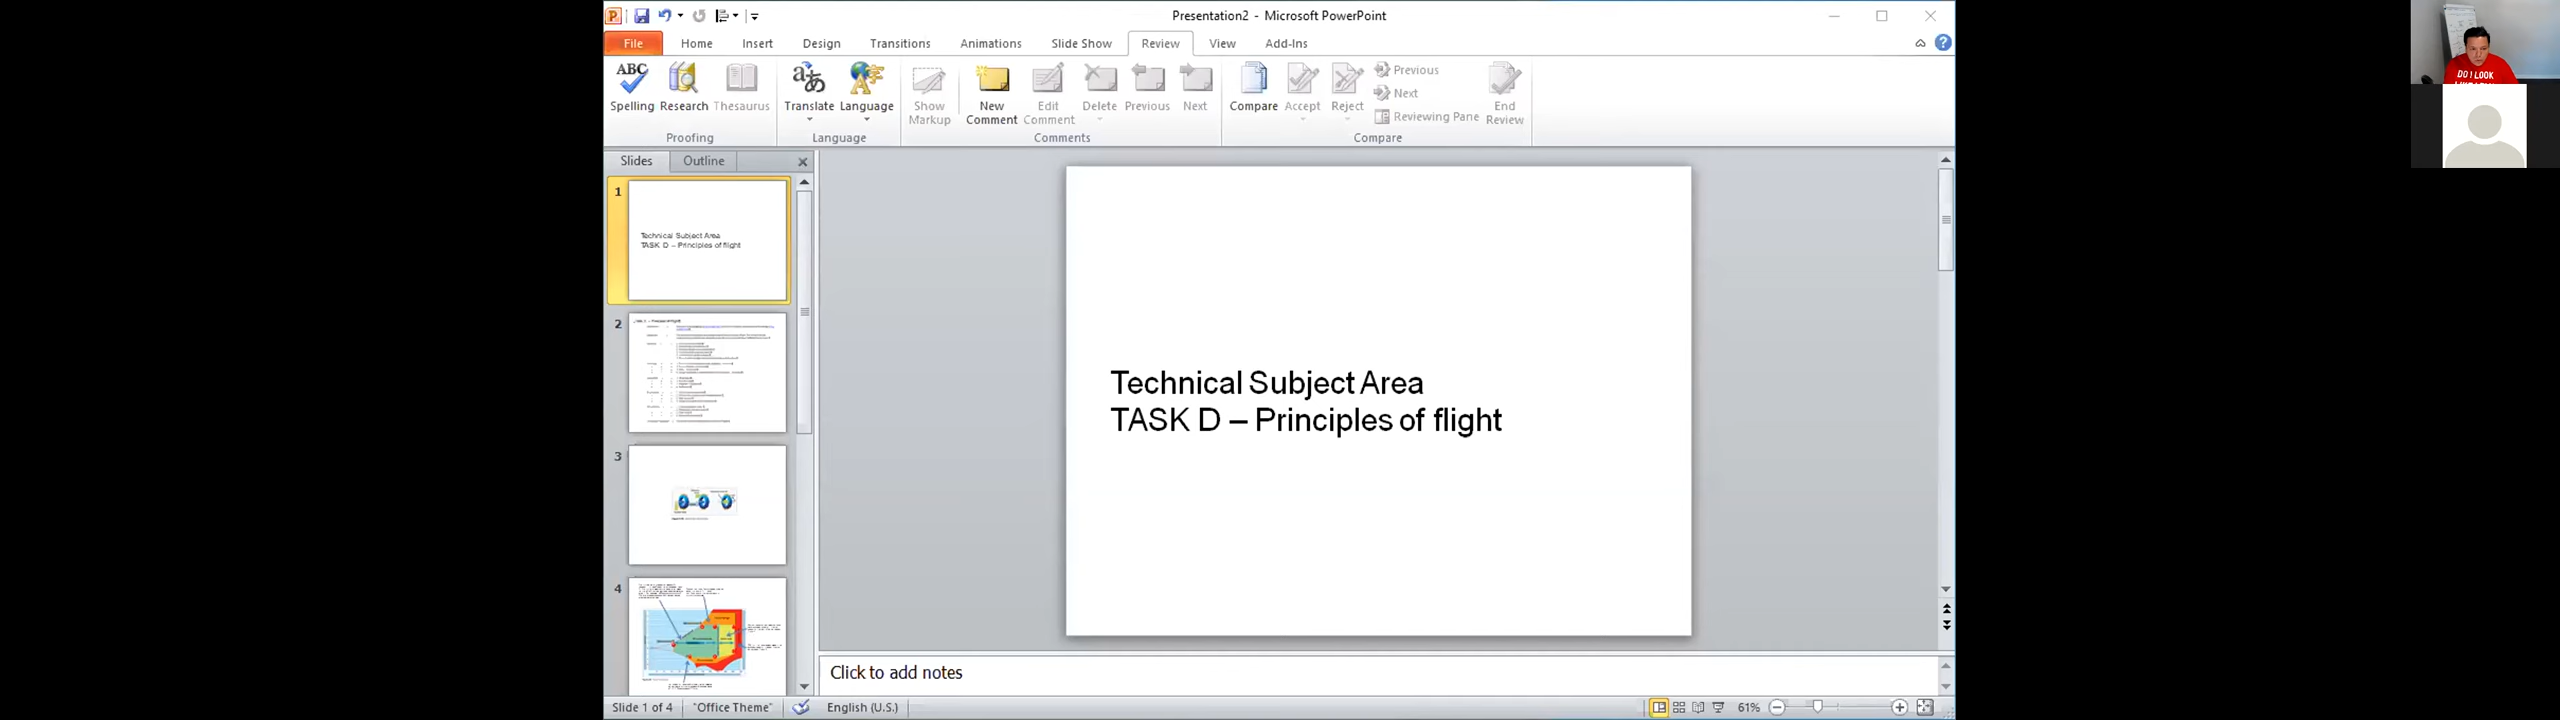 Presentation2 - Microsoft PowerPoint
File Home Insert Design Transitions Animations Slide Show Review View Add-Ins
ABC
Spelling Research Thesaurus
Proofing
Translate Language
Language
Show Markup
New Comment
Edit Comment
Delete Previous Next
Comments
Compare Accept Reject
Previous
Next
Reviewing Pane
End Review
Compare
Slides Outline
1
Technical Subject Area
TASK D – Principles of flight
2
3
4
Technical Subject Area
TASK D – Principles of flight
Click to add notes
Slide 1 of 4 "Office Theme" English (U.S.) 61%
DO I LOOK